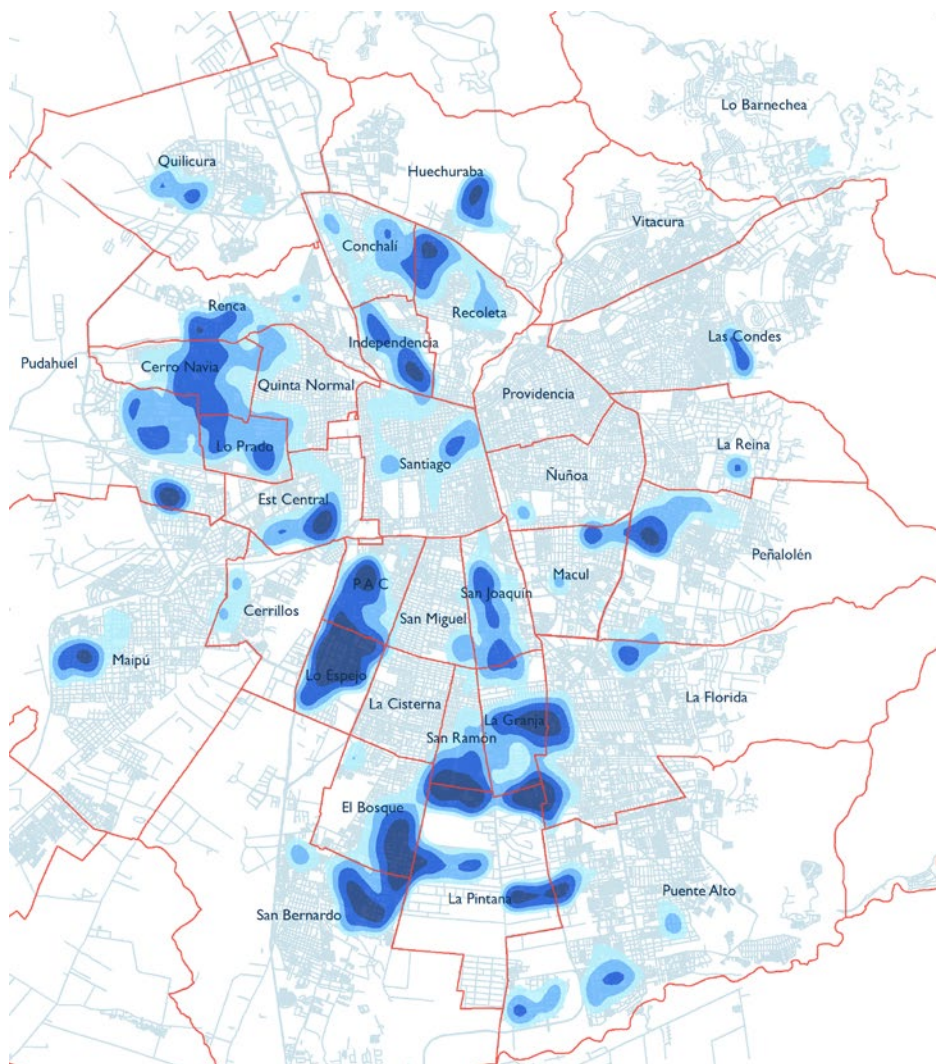 Lo Barnechea
Quilicura
Huechuraba
Vitacura
Conchalí
Renca
Recoleta
Independencia
Las Condes
Pudahuel
Cerro Navia
Quinta Normal
Providencia
Lo Prado
Santiago
La Reina
Ñuñoa
Est Central
Peñalolén
Macul
P A C
Cerrillos
San Joaquín
San Miguel
Maipú
Lo Espejo
La Cisterna
La Florida
La Granja
San Ramón
El Bosque
Puente Alto
La Pintana
San Bernardo